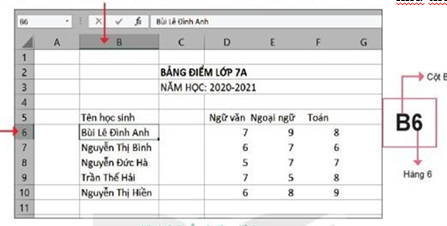 B6 Bùi Lê Đình Anh
A B C D E F G
1
2 BẢNG ĐIỂM LỚP 7A
3 NĂM HỌC: 2020-2021
4
5 Tên học sinh Ngữ văn Ngoại ngữ Toán
6 Bùi Lê Đình Anh 7 9 8
7 Nguyễn Thị Bình 6 7 6
8 Nguyễn Đức Hà 5 7 7
9 Trần Thế Hải 7 5 8
10 Nguyễn Thị Hiền 6 8 9
11
Cột B
B6
Hàng 6